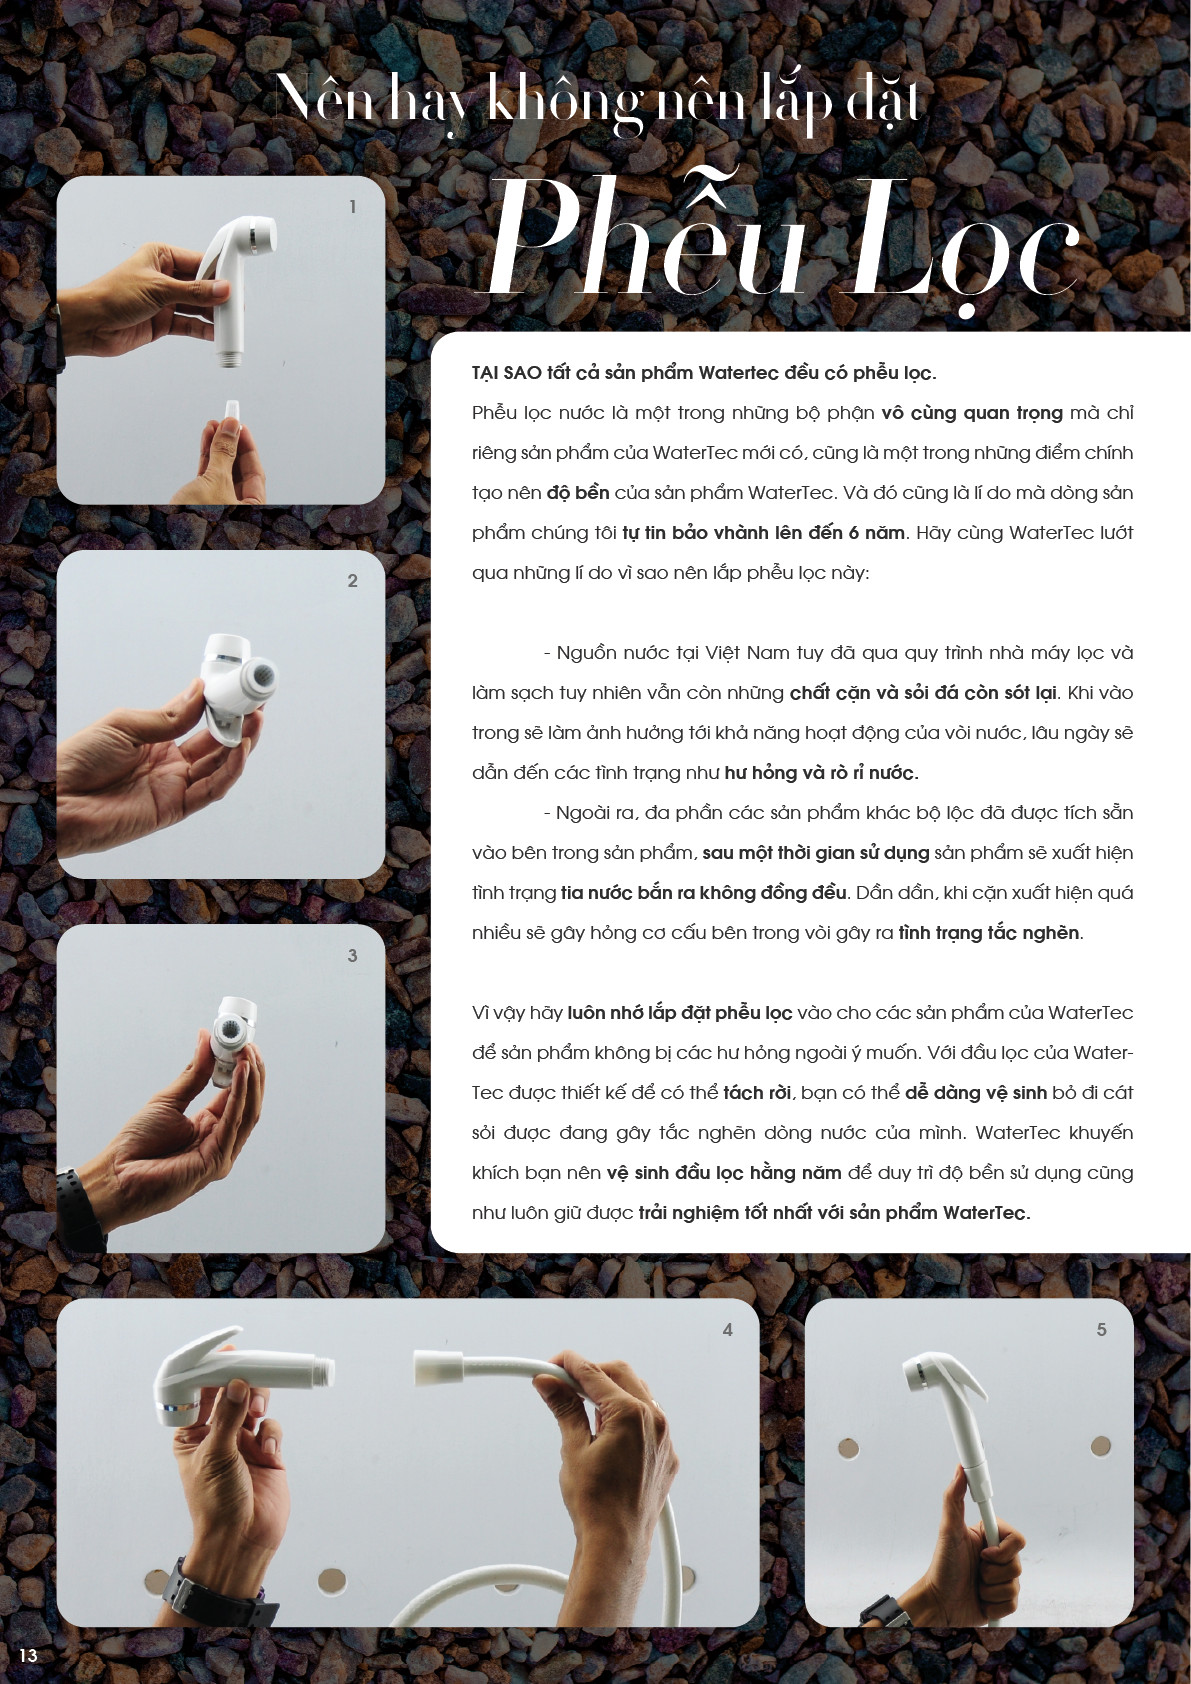 Nên hay không nên lắp đặt
Phễu Lọc
1
TẠI SAO tất cả sản phẩm Watertec đều có phễu lọc.
Phễu lọc nước là một trong những bộ phận vô cùng quan trọng mà chỉ
riêng sản phẩm của WaterTec mới có, cũng là một trong những điểm chính
tạo nên độ bền của sản phẩm WaterTec. Và đó cũng là lí do mà dòng sản
phẩm chúng tôi tự tin bảo vhành lên đến 6 năm. Hãy cùng WaterTec lướt
qua những lí do vì sao nên lắp phễu lọc này:
2
- Nguồn nước tại Việt Nam tuy đã qua quy trình nhà máy lọc và
làm sạch tuy nhiên vẫn còn những chất cặn và sỏi đá còn sót lại. Khi vào
trong sẽ làm ảnh hưởng tới khả năng hoạt động của vòi nước, lâu ngày sẽ
dẫn đến các tình trạng như hư hỏng và rò rỉ nước.
- Ngoài ra, đa phần các sản phẩm khác bộ lộc đã được tích sẵn
vào bên trong sản phẩm, sau một thời gian sử dụng sản phẩm sẽ xuất hiện
tình trạng tia nước bắn ra không đồng đều. Dần dần, khi cặn xuất hiện quá
nhiều sẽ gây hỏng cơ cấu bên trong vòi gây ra tình trạng tắc nghẽn.
3
Vì vậy hãy luôn nhớ lắp đặt phễu lọc vào cho các sản phẩm của WaterTec
để sản phẩm không bị các hư hỏng ngoài ý muốn. Với đầu lọc của Water-
Tec được thiết kế để có thể tách rời, bạn có thể dễ dàng vệ sinh bỏ đi cát
sỏi được đang gây tắc nghẽn dòng nước của mình. WaterTec khuyến
khích bạn nên vệ sinh đầu lọc hằng năm để duy trì độ bền sử dụng cũng
như luôn giữ được trải nghiệm tốt nhất với sản phẩm WaterTec.
4
5
13